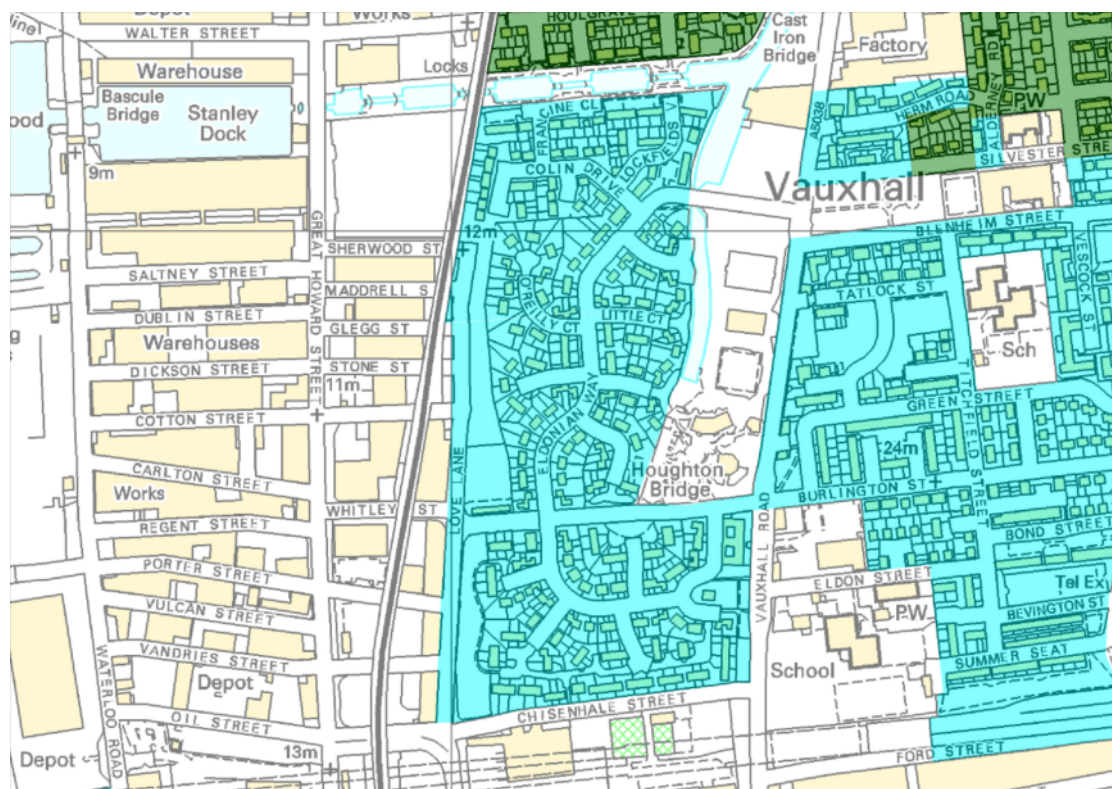 Depot
Works
HOULGRAVE
Cast
Iron
Bridge
WALTER STREET
Factory
Locks
Warehouse
Bascule
Bridge
Stanley
Dock
ood
FRANCINE CL
A5038
HERM ROAD
PW
COLIN DRIVE
SILVESTER STREE
9m
Vauxhall
GREAT HOWARD STREET
12m
BLENHEIM STREET
SHERWOOD ST
VESCOCK ST
SALTNEY STREET
MADDRELL S
O'REILLY CT
TATLOCK ST
DUBLIN STREET
LITTLE CT
GLEGG ST
Warehouses
Sch
DICKSON STREET
STONE ST
11m
GREEN STREET
COTTON STREET
TITCHFIELD STREET
ELDONIAN WAY
24m
CARLTON STREET
Houghton
Bridge
Works
LOVE LANE
BURLINGTON ST
WHITLEY ST
REGENT STREET
VAUXHALL ROAD
BOND STREET
PORTER STREET
ELDON STREET
Tel Ex
VULCAN STREET
PW
BEVINGTON ST
VANDRIES STREET
SUMMER SEAT
School
Depot
WATERLOO ROAD
OIL STREET
CHISENHALE STREET
13m
Depot
FORD STREET